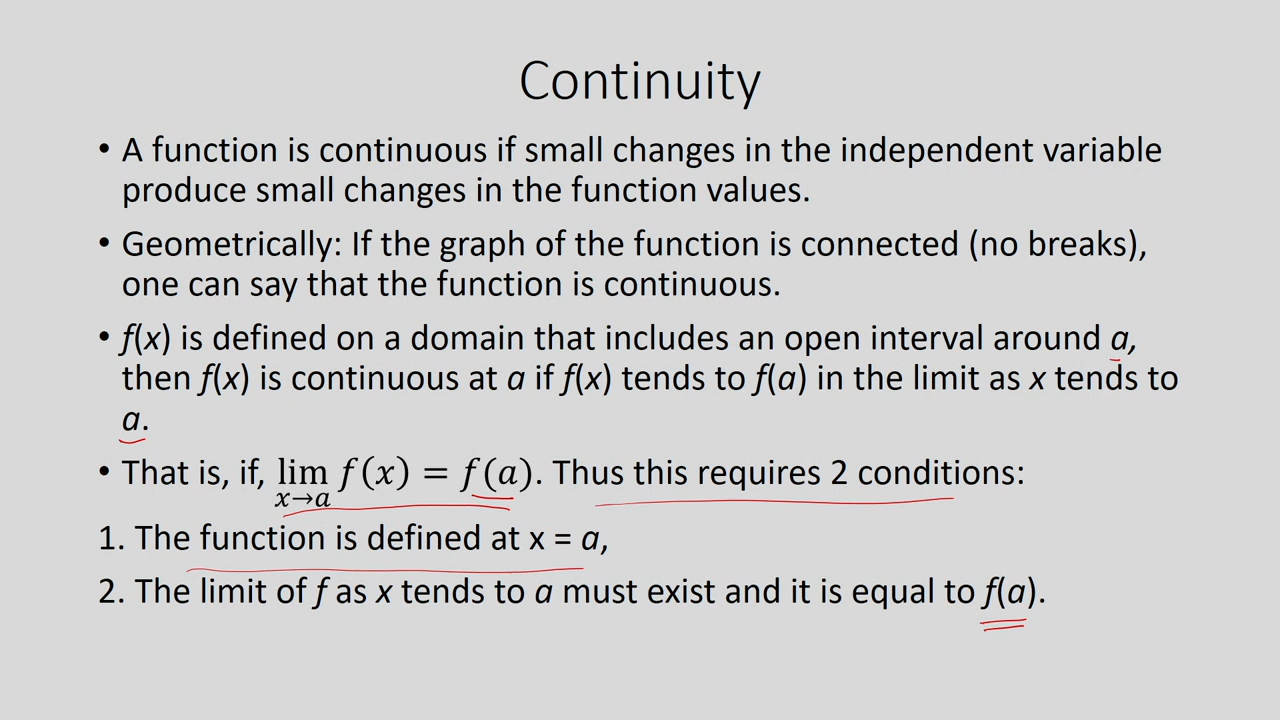 Continuity
• A function is continuous if small changes in the independent variable
produce small changes in the function values.
• Geometrically: If the graph of the function is connected (no breaks),
one can say that the function is continuous.
• f(x) is defined on a domain that includes an open interval around a,
then f(x) is continuous at a if f(x) tends to f(a) in the limit as x tends to
a.
• That is, if, lim f(x) = f(a). Thus this requires 2 conditions:
x→a
1. The function is defined at x = a,
2. The limit of f as x tends to a must exist and it is equal to f(a).